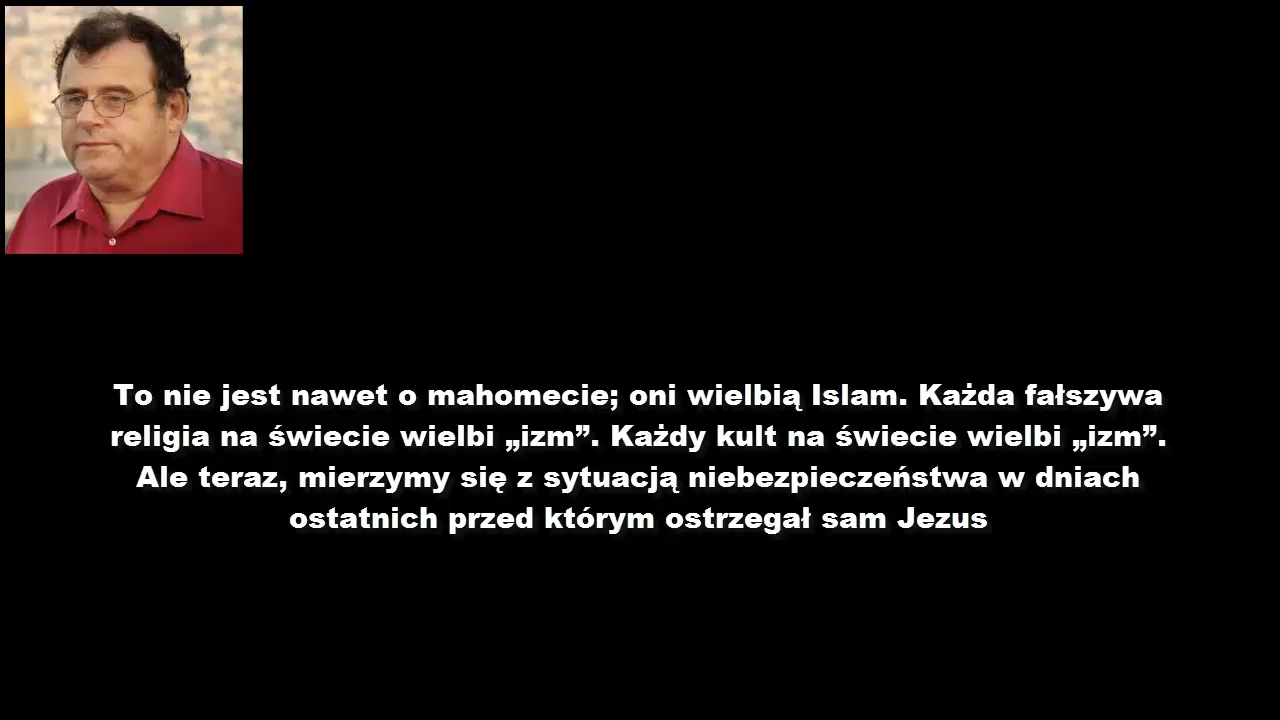 To nie jest nawet o mahomecie; oni wielbią Islam. Każda fałszywa
religia na świecie wielbi „izm”. Każdy kult na świecie wielbi „izm”.
Ale teraz, mierzymy się z sytuacją niebezpieczeństwa w dniach
ostatnich przed którym ostrzegał sam Jezus